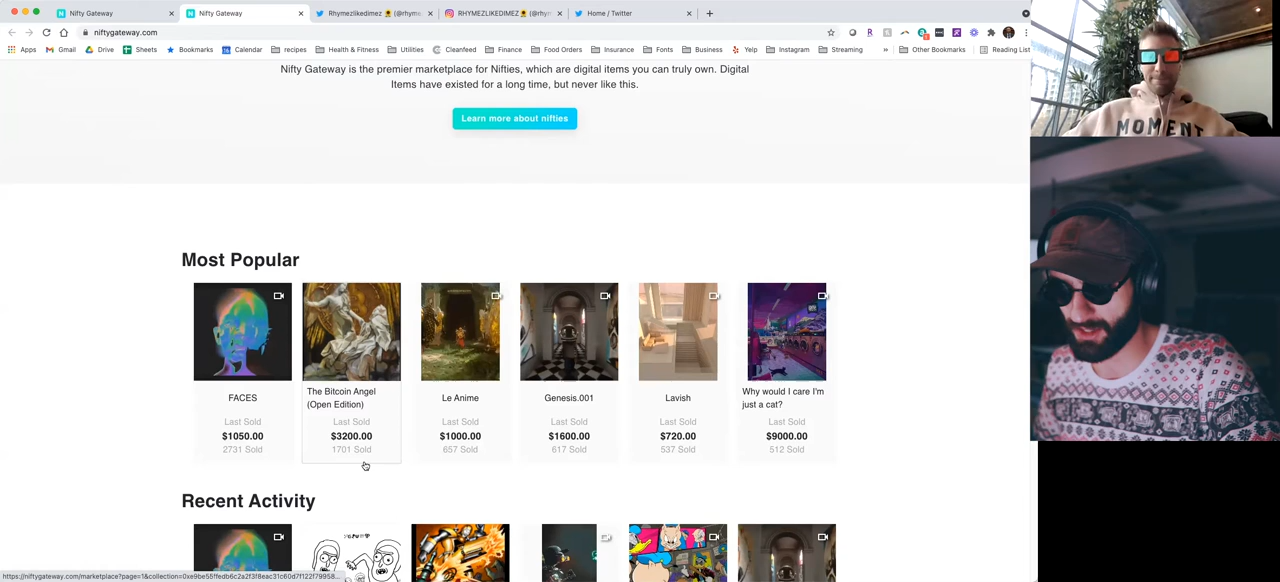 Nifty Gateway
Nifty Gateway
Rhymezlikedimez (@rhyme
RHYMEZLIKEDIMEZ (@rhym
Home / Twitter
niftygateway.com
Apps
Gmail
Drive
Sheets
Bookmarks
Calendar
recipes
Health & Fitness
Utilities
Cleanfeed
Finance
Food Orders
Insurance
Fonts
Business
Yelp
Instagram
Streaming
Other Bookmarks
Reading List
Nifty Gateway is the premier marketplace for Nifties, which are digital items you can truly own. Digital
Items have existed for a long time, but never like this.
Learn more about nifties
Most Popular
FACES
Last Sold
$1050.00
2731 Sold
The Bitcoin Angel
(Open Edition)
Last Sold
$3200.00
1701 Sold
Le Anime
Last Sold
$1000.00
657 Sold
Genesis.001
Last Sold
$1600.00
617 Sold
Lavish
Last Sold
$720.00
537 Sold
Why would I care I'm
just a cat?
Last Sold
$9000.00
512 Sold
Recent Activity
MOMENT